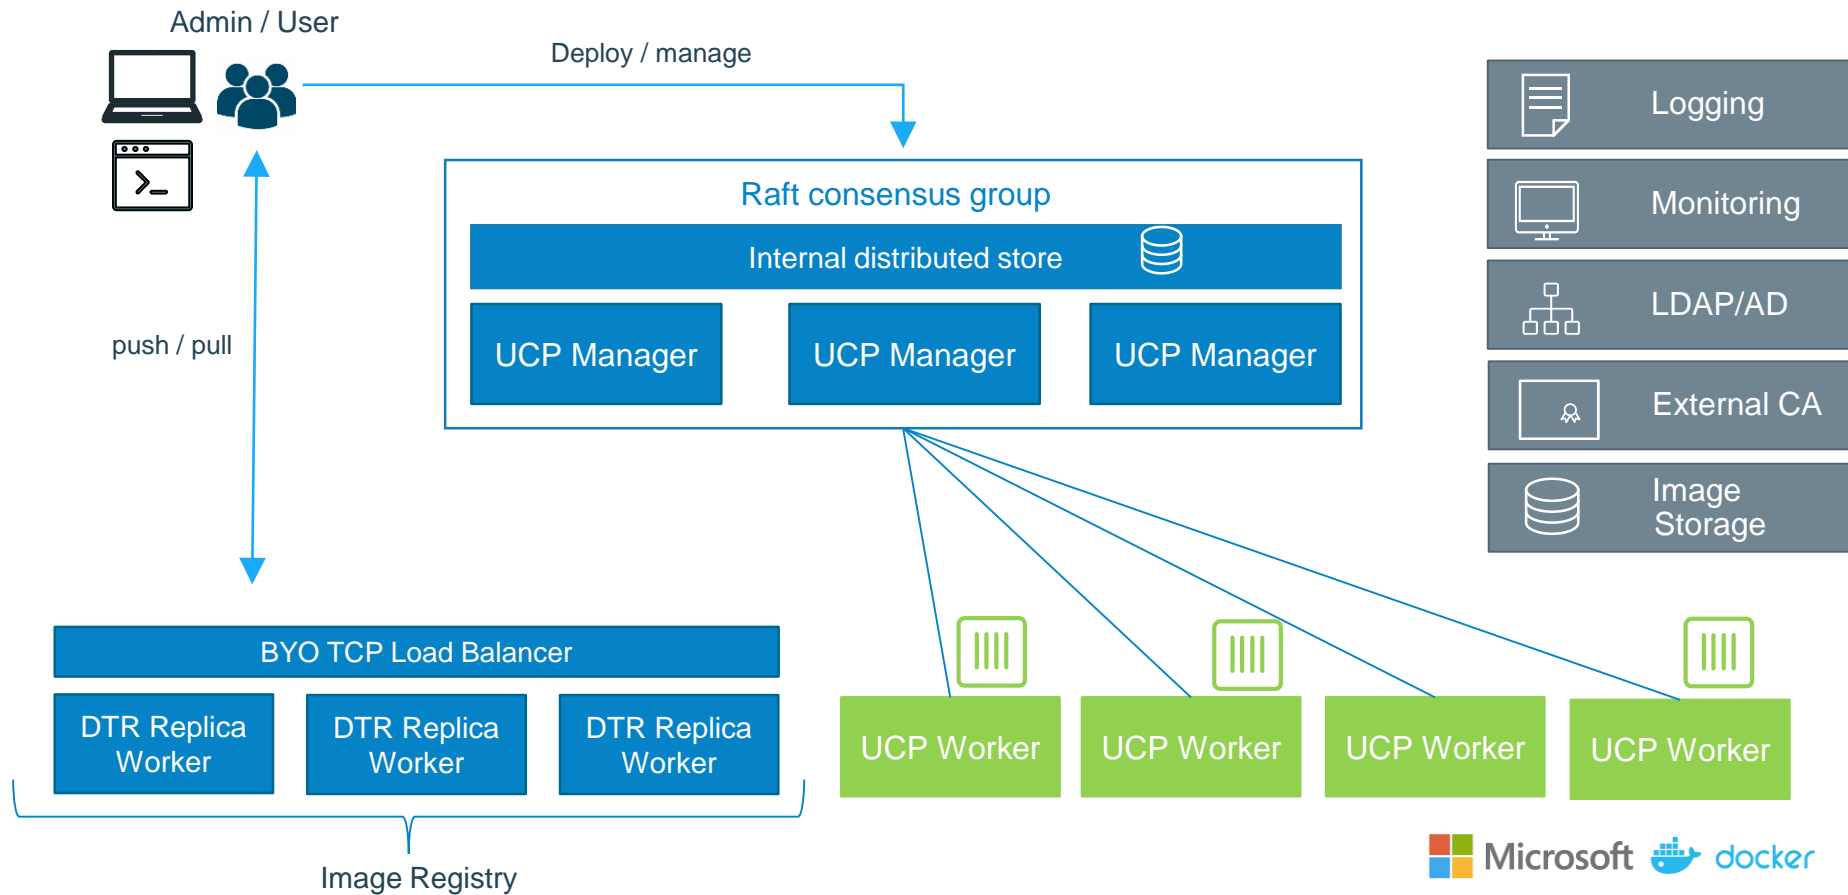 Admin / User
Deploy / manage
push / pull
Raft consensus group
Internal distributed store
UCP Manager
UCP Manager
UCP Manager
Logging
Monitoring
LDAP/AD
External CA
Image
Storage
BYO TCP Load Balancer
DTR Replica
Worker
DTR Replica
Worker
DTR Replica
Worker
Image Registry
UCP Worker
UCP Worker
UCP Worker
UCP Worker
Microsoft
docker